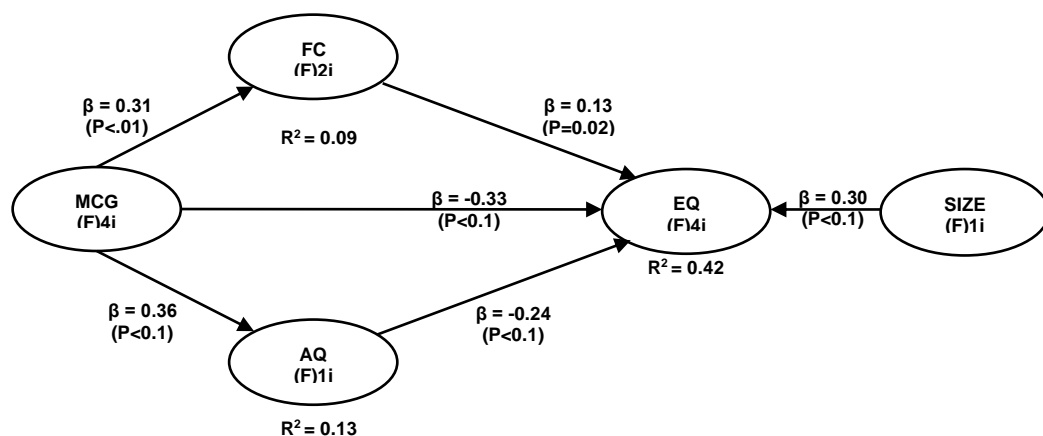 FC
(F)2i
β = 0.31
(P<.01)
β = 0.13
(P=0.02)
R² = 0.09
MCG
(F)4i
β = -0.33
(P<0.1)
EQ
(F)4i
β = 0.30
(P<0.1)
SIZE
(F)1i
R² = 0.42
β = 0.36
(P<0.1)
β = -0.24
(P<0.1)
AQ
(F)1i
R² = 0.13